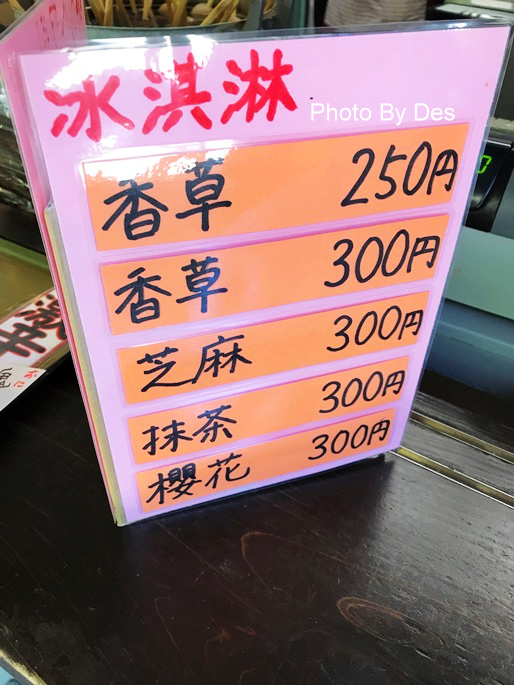 冰淇淋
Photo By Des
香草 250円
香草 300円
芝麻 300円
抹茶 300円
櫻花 300円